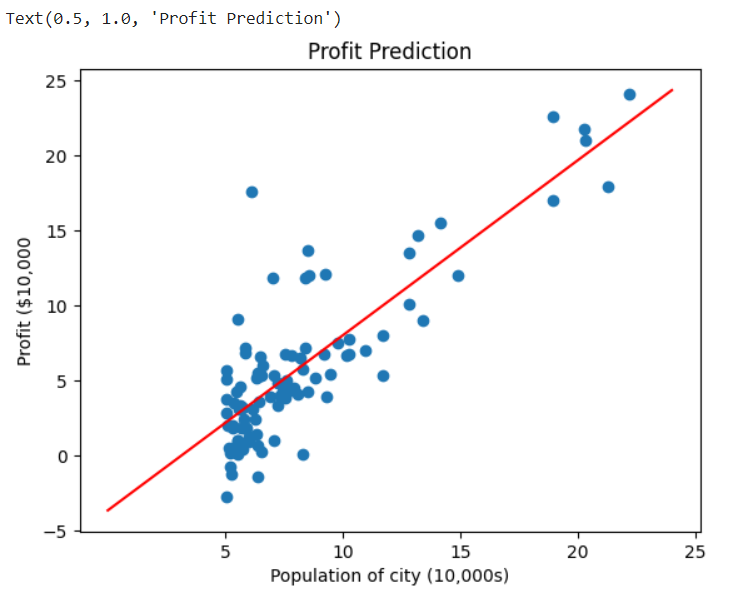 Text(0.5, 1.0, 'Profit Prediction')
Profit Prediction
25
20
15
10
5
0
−5
Profit ($10,000
5 10 15 20 25
Population of city (10,000s)